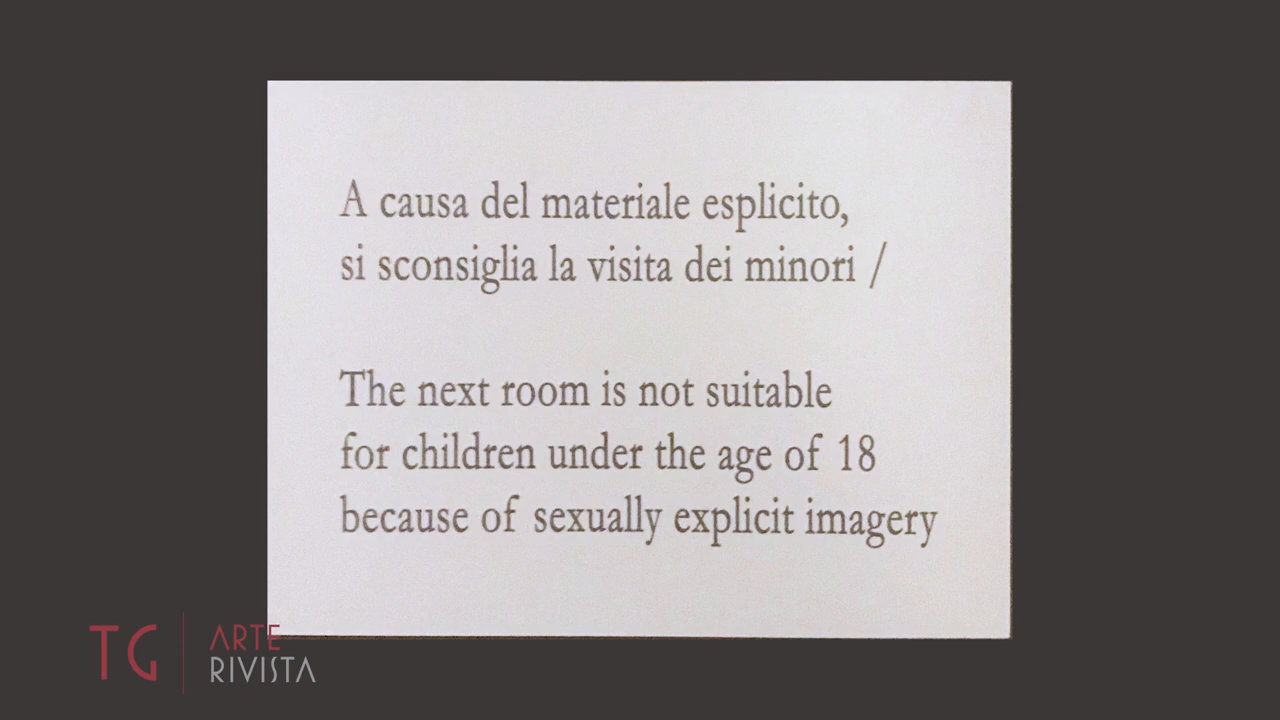 A causa del materiale esplicito,
si sconsiglia la visita dei minori /
The next room is not suitable
for children under the age of 18
because of sexually explicit imagery
TG
ARTE
RIVISTA